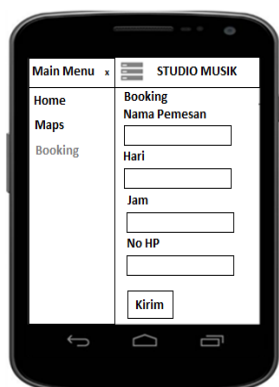 Main Menu x
Home
Maps
Booking
STUDIO MUSIK
Booking
Nama Pemesan
Hari
Jam
No HP
Kirim